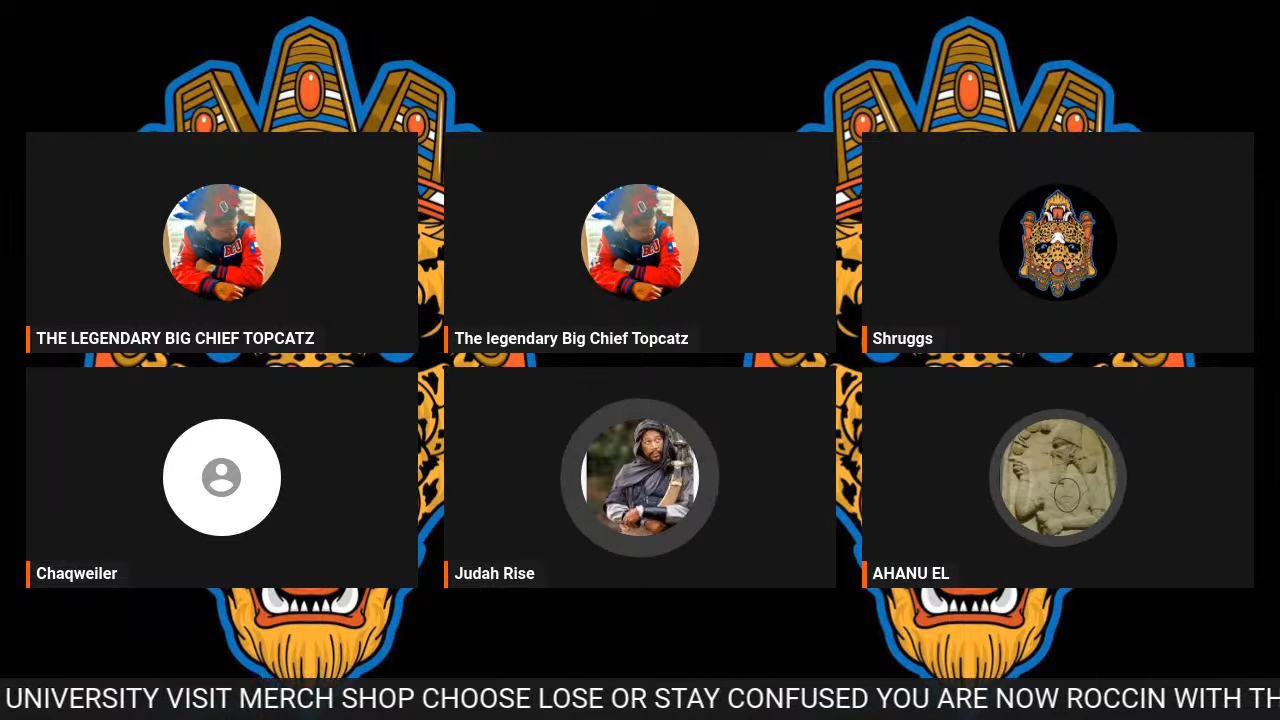 THE LEGENDARY BIG CHIEF TOPCATZ
The legendary Big Chief Topcatz
Shruggs
Chaqweiler
Judah Rise
AHANU EL
UNIVERSITY VISIT MERCH SHOP CHOOSE LOSE OR STAY CONFUSED YOU ARE NOW ROCCIN WITH TH